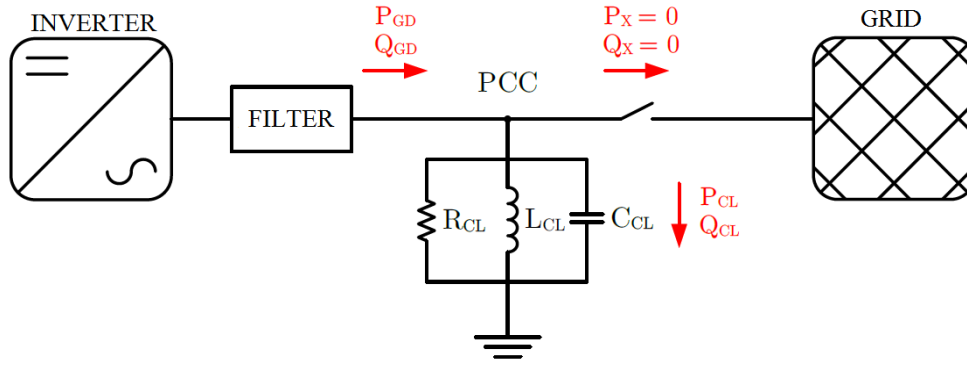 INVERTER
P_GD
Q_GD
P_X = 0
Q_X = 0
GRID
PCC
FILTER
R_CL
L_CL
C_CL
P_CL
Q_CL